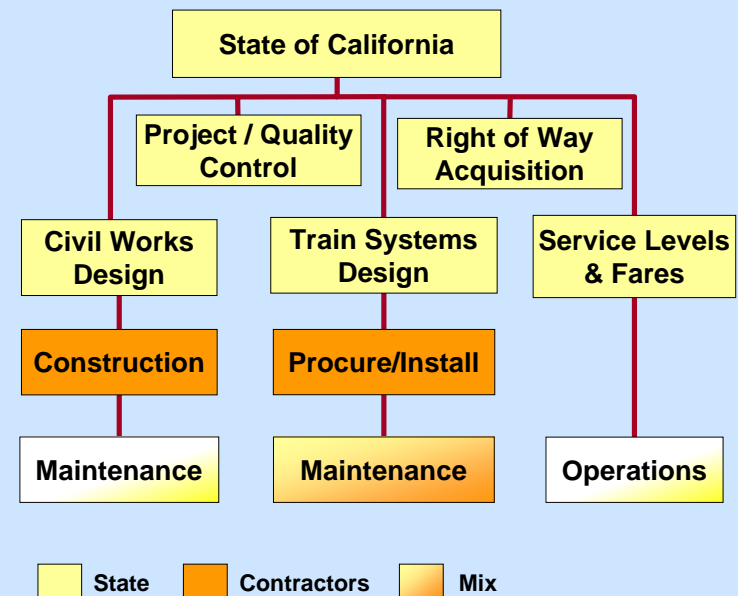 State of California
Project / Quality
Control
Right of Way
Acquisition
Civil Works
Design
Train Systems
Design
Service Levels
& Fares
Construction
Procure/Install
Maintenance
Maintenance
Operations
State
Contractors
Mix